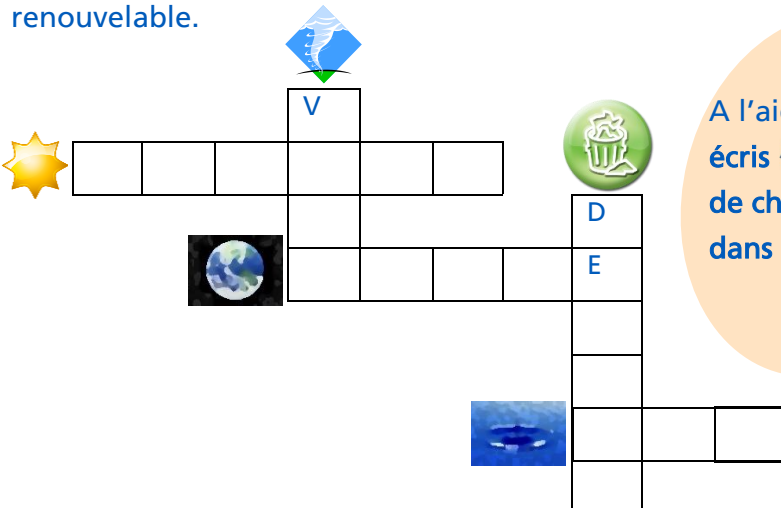 renouvelable.
V
A l'ai
écris
de ch
dans
D
E